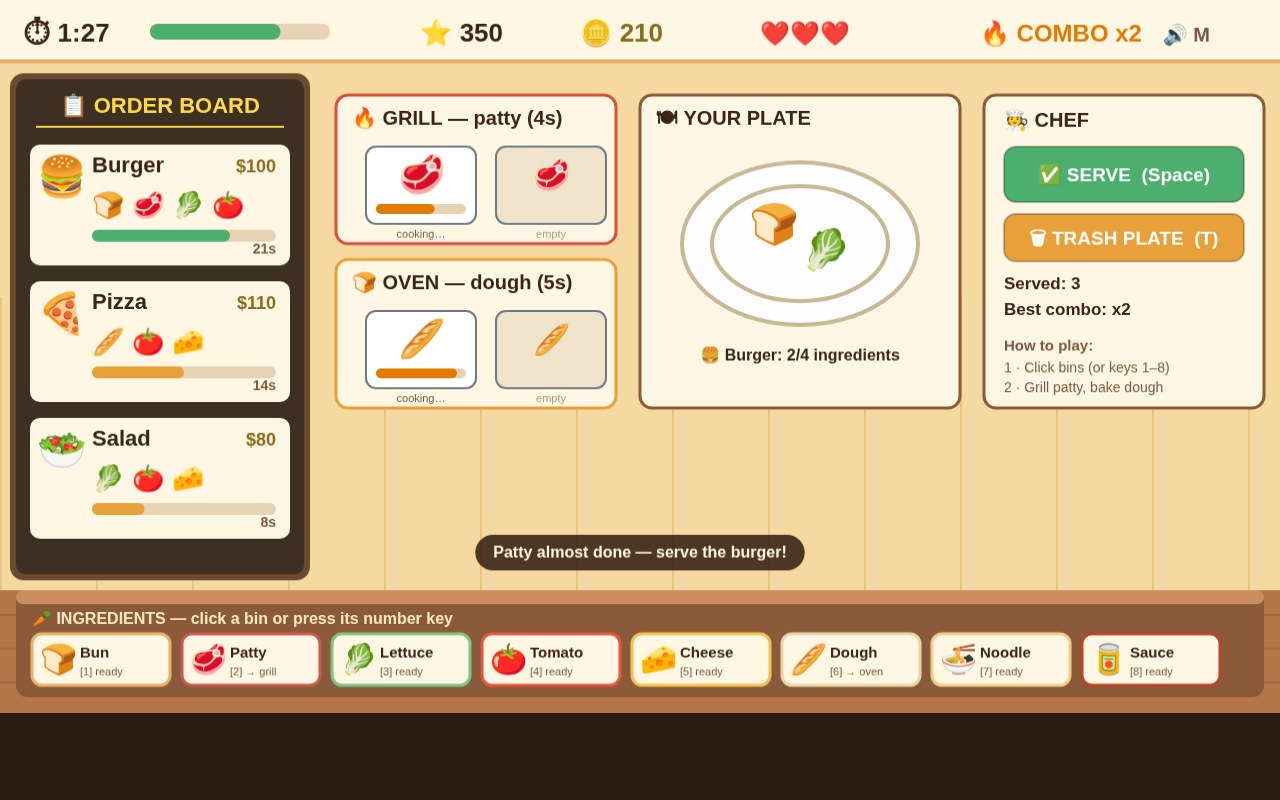 1:27
350
210
COMBO x2
M
ORDER BOARD
Burger $100
21s
Pizza $110
14s
Salad $80
8s
GRILL — patty (4s)
cooking…
empty
OVEN — dough (5s)
cooking…
empty
YOUR PLATE
Burger: 2/4 ingredients
CHEF
SERVE (Space)
TRASH PLATE (T)
Served: 3
Best combo: x2
How to play:
1 · Click bins (or keys 1–8)
2 · Grill patty, bake dough
Patty almost done — serve the burger!
INGREDIENTS — click a bin or press its number key
Bun
[1] ready
Patty
[2] → grill
Lettuce
[3] ready
Tomato
[4] ready
Cheese
[5] ready
Dough
[6] → oven
Noodle
[7] ready
Sauce
[8] ready